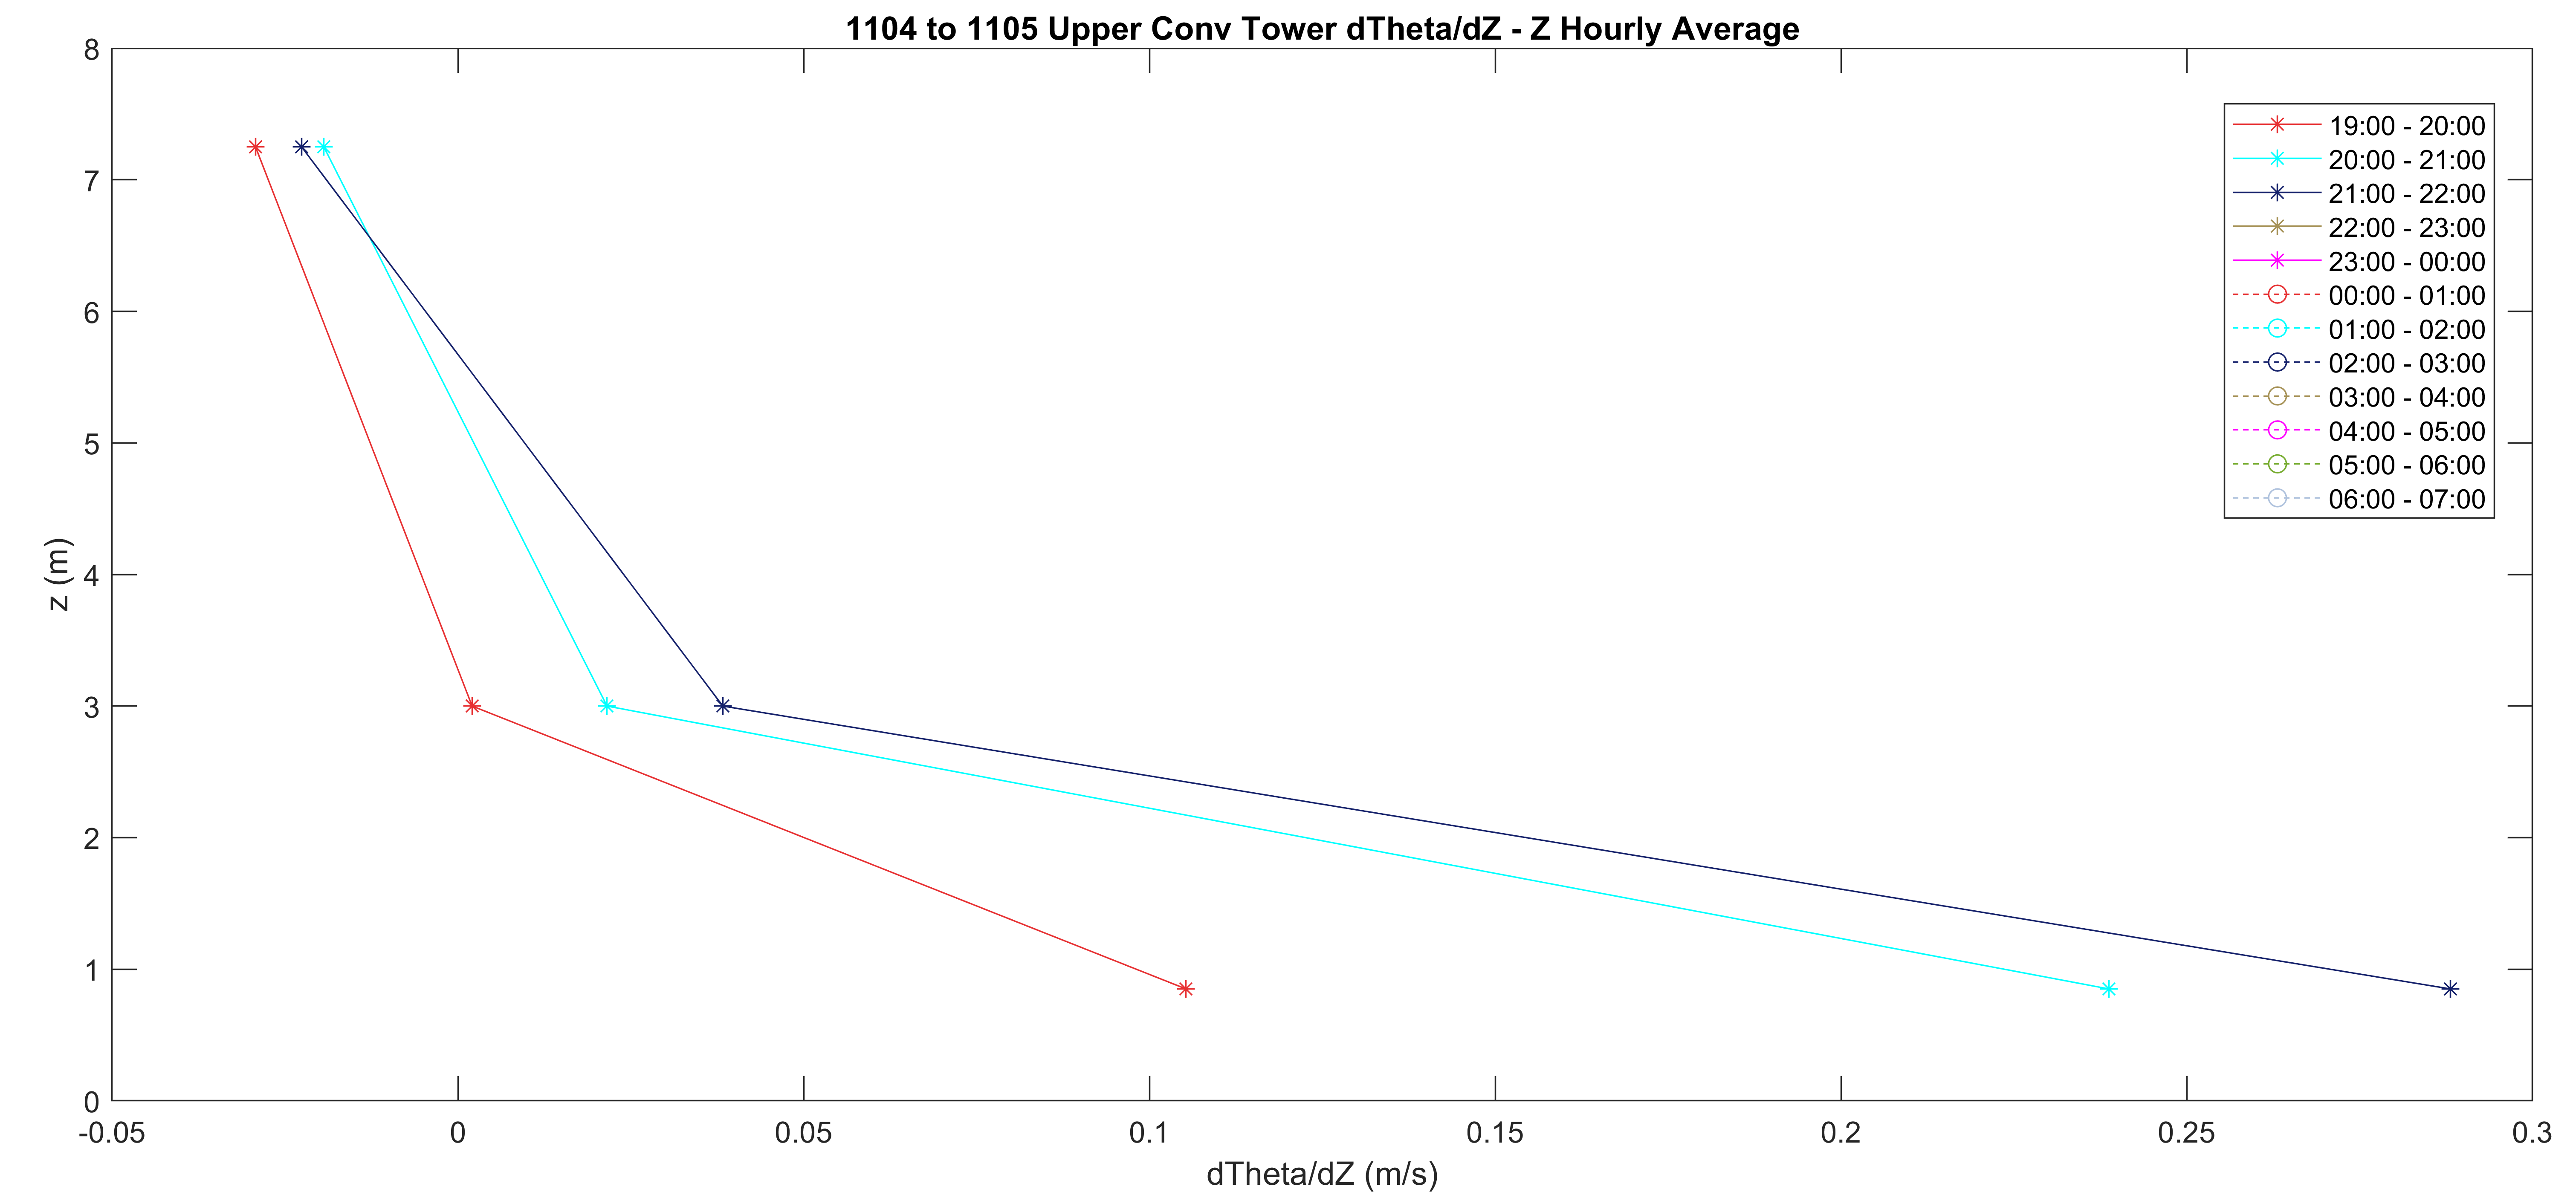 1104 to 1105 Upper Conv Tower dTheta/dZ - Z Hourly Average
8
7
6
5
4
3
2
1
0
z (m)
-0.05 0 0.05 0.1 0.15 0.2 0.25 0.3
dTheta/dZ (m/s)
19:00 - 20:00
20:00 - 21:00
21:00 - 22:00
22:00 - 23:00
23:00 - 00:00
00:00 - 01:00
01:00 - 02:00
02:00 - 03:00
03:00 - 04:00
04:00 - 05:00
05:00 - 06:00
06:00 - 07:00